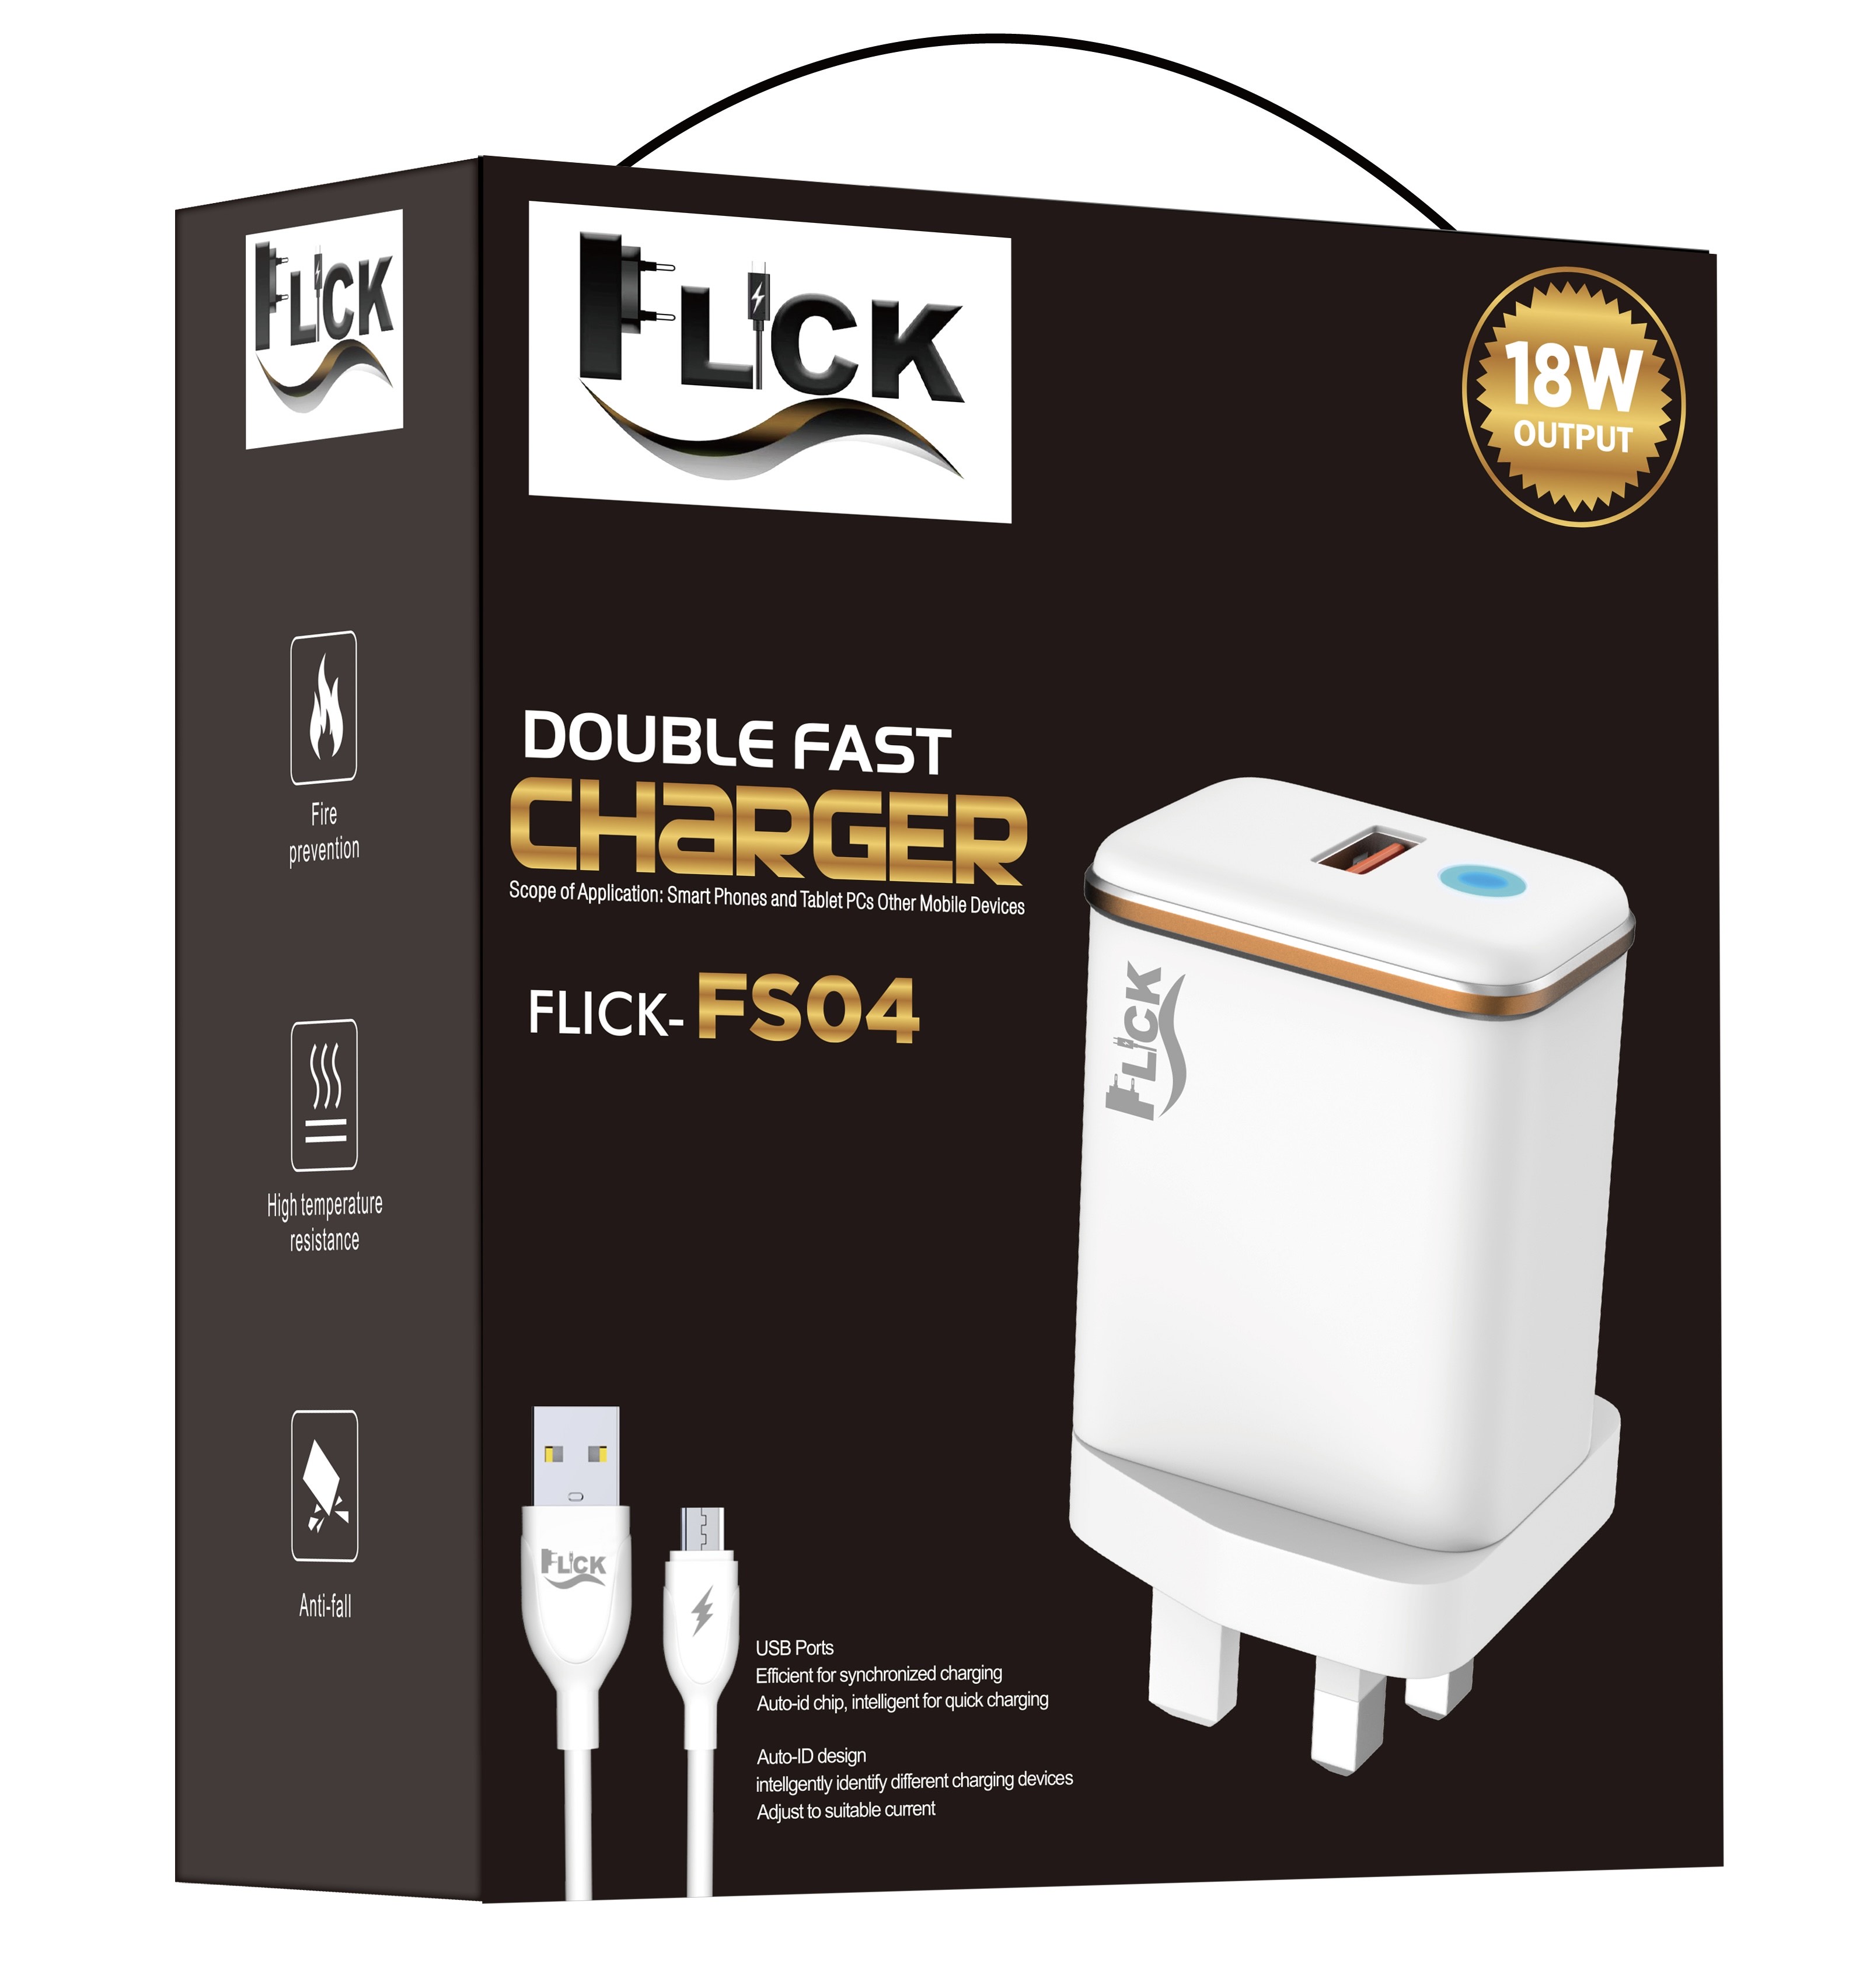 FLICK
Fire
prevention
High temperature
resistance
Anti-fall
FLICK
18W
OUTPUT
DOUBLE FAST
CHARGER
Scope of Application: Smart Phones and Tablet PCs Other Mobile Devices
FLICK-FS04
FLICK
FLICK
USB Ports
Efficient for synchronized charging
Auto-id chip, intelligent for quick charging
Auto-ID design
intellgently identify different charging devices
Adjust to suitable current